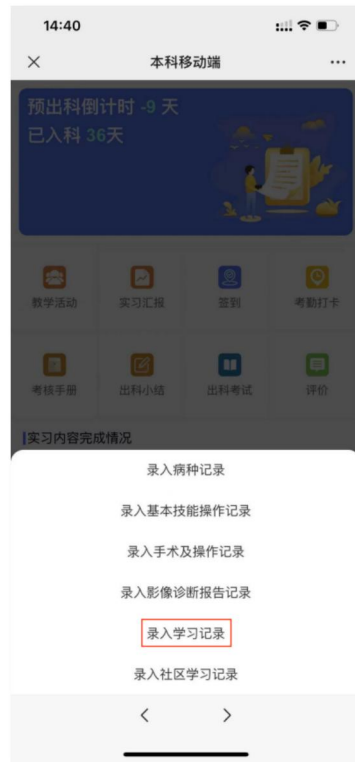 14:40
本科移动端
预出科倒计时 -9 天
已入科 36天
教学活动 实习汇报 签到 考勤打卡
考核手册 出科小结 出科考试 评价
实习内容完成情况
录入病种记录
录入基本技能操作记录
录入手术及操作记录
录入影像诊断报告记录
录入学习记录
录入社区学习记录